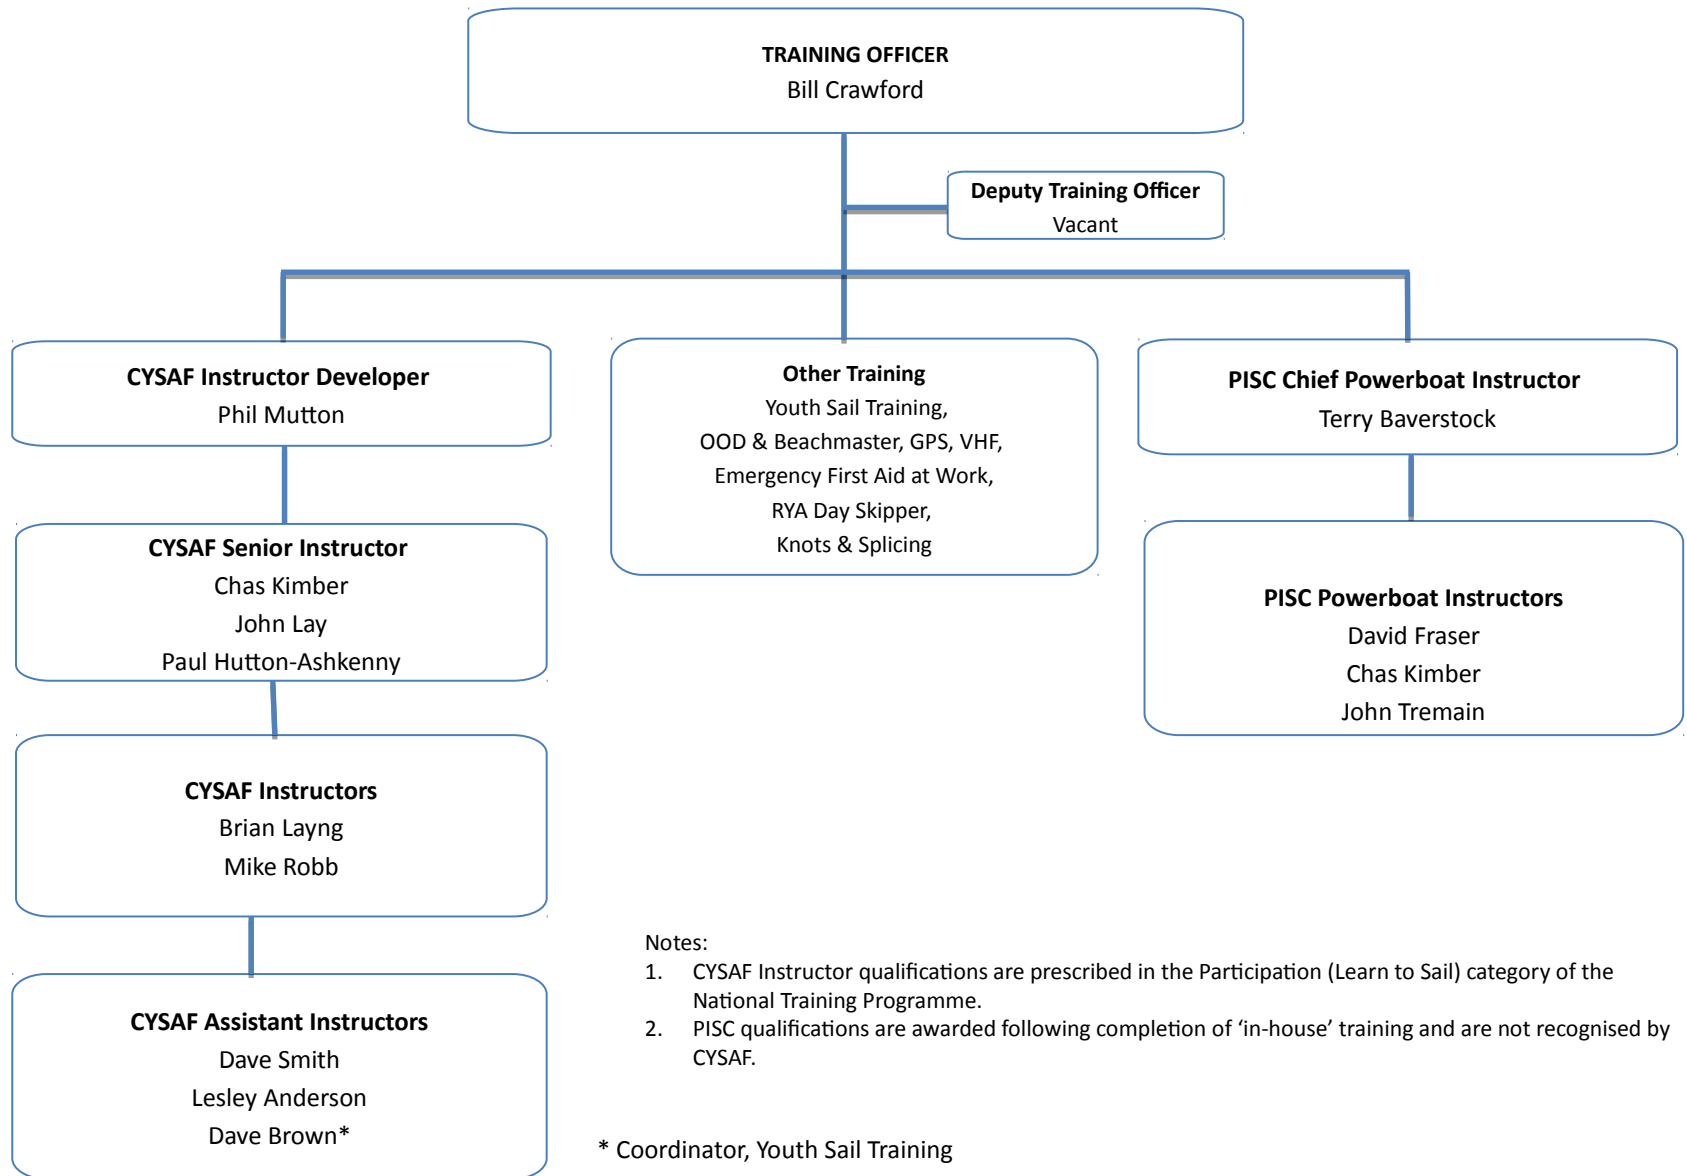 TRAINING OFFICER
Bill Crawford
Deputy Training Officer
Vacant
CYSAF Instructor Developer
Phil Mutton
Other Training
Youth Sail Training,
OOD & Beachmaster, GPS, VHF,
Emergency First Aid at Work,
RYA Day Skipper,
Knots & Splicing
PISC Chief Powerboat Instructor
Terry Baverstock
CYSAF Senior Instructor
Chas Kimber
John Lay
Paul Hutton-Ashkenny
PISC Powerboat Instructors
David Fraser
Chas Kimber
John Tremain
CYSAF Instructors
Brian Layng
Mike Robb
CYSAF Assistant Instructors
Dave Smith
Lesley Anderson
Dave Brown*
Notes:
1. CYSAF Instructor qualifications are prescribed in the Participation (Learn to Sail) category of the
National Training Programme.
2. PISC qualifications are awarded following completion of ‘in-house’ training and are not recognised by
CYSAF.
* Coordinator, Youth Sail Training